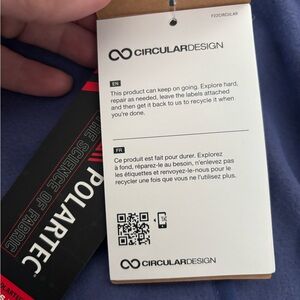 F22CIRCULAR
CIRCULARDESIGN
EN
This product can keep on going. Explore hard,
repair as needed, leave the labels attached
and then get it back to us to recycle it when
you're done.
FR
Ce produit est fait pour durer. Explorez
à fond, réparez-le au besoin, n'enlevez pas
les étiquettes et renvoyez-le-nous pour le
recycler une fois que vous ne l'utilisez plus.
CIRCULARDESIGN
THE SCIENCE OF FABRIC
POLARTEC